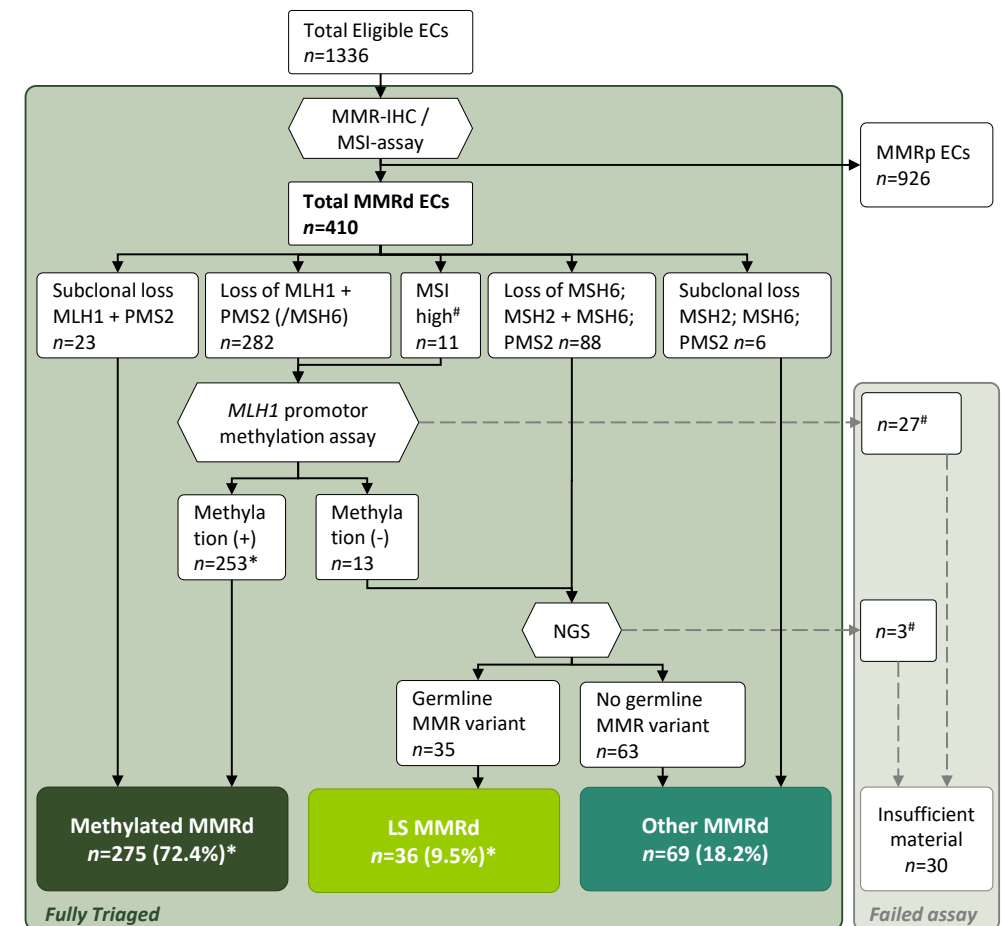 Total Eligible ECs
n=1336
MMR-IHC /
MSI-assay
MMRp ECs
n=926
Total MMRd ECs
n=410
Subclonal loss
MLH1 + PMS2
n=23
Loss of MLH1 +
PMS2 (/MSH6)
n=282
MSI
high#
n=11
Loss of MSH6;
MSH2 + MSH6;
PMS2 n=88
Subclonal loss
MSH2; MSH6;
PMS2 n=6
MLH1 promotor
methylation assay
n=27#
Methyla
tion (+)
n=253*
Methyla
tion (-)
n=13
NGS
n=3#
Germline
MMR variant
n=35
No germline
MMR variant
n=63
Methylated MMRd
n=275 (72.4%)*
LS MMRd
n=36 (9.5%)*
Other MMRd
n=69 (18.2%)
Insufficient
material
n=30
Fully Triaged
Failed assay